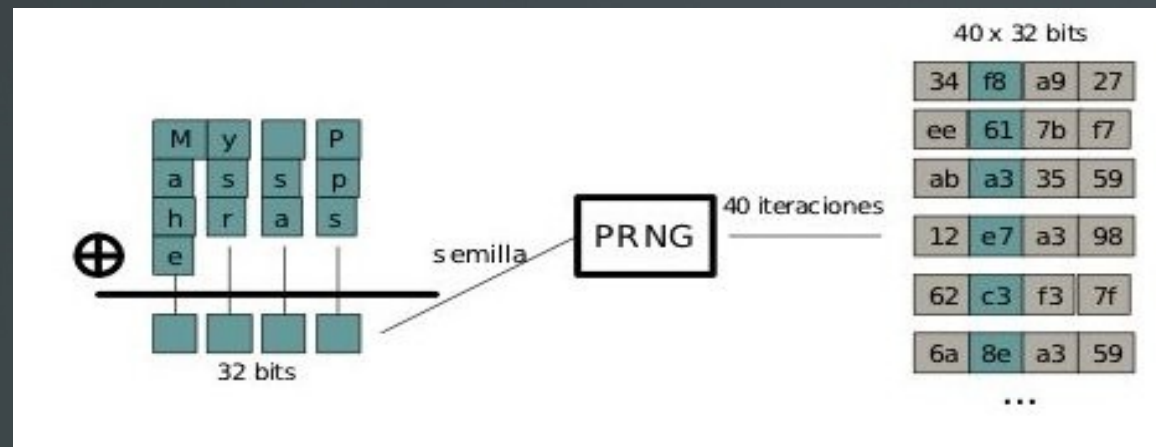 40 x 32 bits
34 f8 a9 27
ee 61 7b f7
ab a3 35 59
12 e7 a3 98
62 c3 f3 7f
6a 8e a3 59
...
M y P
a s s p
h r a s
e
semilla
32 bits
PRNG
40 iteraciones